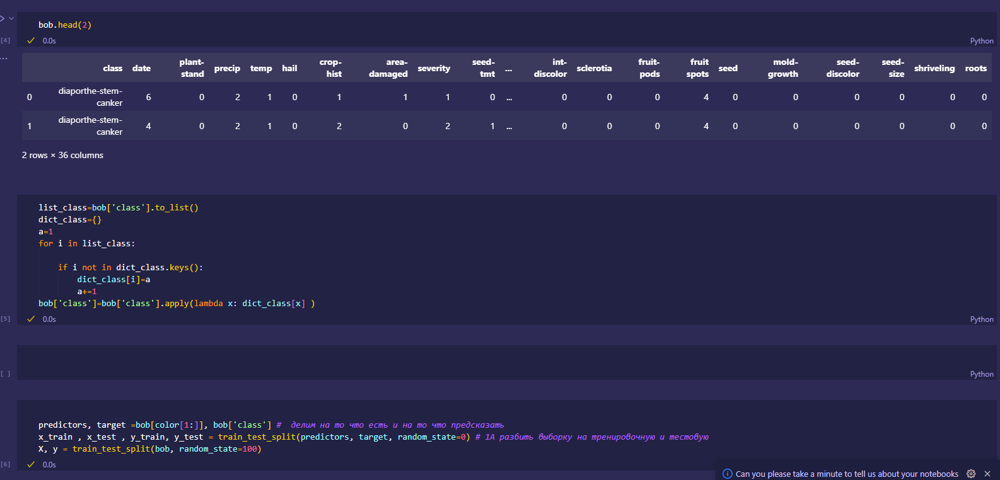 bob.head(2)
[4]
0.0s
Python
...
class date plant-stand precip temp hail crop-hist area-damaged severity seed-tmt ... int-discolor sclerotia fruit-pods fruit spots seed mold-growth seed-discolor seed-size shriveling roots
0 diaporthe-stem-canker 6 0 2 1 0 1 1 1 0 ... 0 0 0 4 0 0 0 0 0 0
1 diaporthe-stem-canker 4 0 2 1 0 2 0 2 1 ... 0 0 0 4 0 0 0 0 0 0
2 rows × 36 columns
list_class=bob['class'].to_list()
dict_class={}
a=1
for i in list_class:
if i not in dict_class.keys():
dict_class[i]=a
a+=1
bob['class']=bob['class'].apply(lambda x: dict_class[x] )
[5]
0.0s
Python
[ ]
Python
predictors, target =bob[color[1:]], bob['class'] #  делим на то что есть и на то что предсказать
x_train , x_test , y_train, y_test = train_test_split(predictors, target, random_state=0) # 1А разбить выборку на тренировочную и тестовую
X, y = train_test_split(bob, random_state=100)
[6]
0.0s
Can you please take a minute to tell us about your notebooks